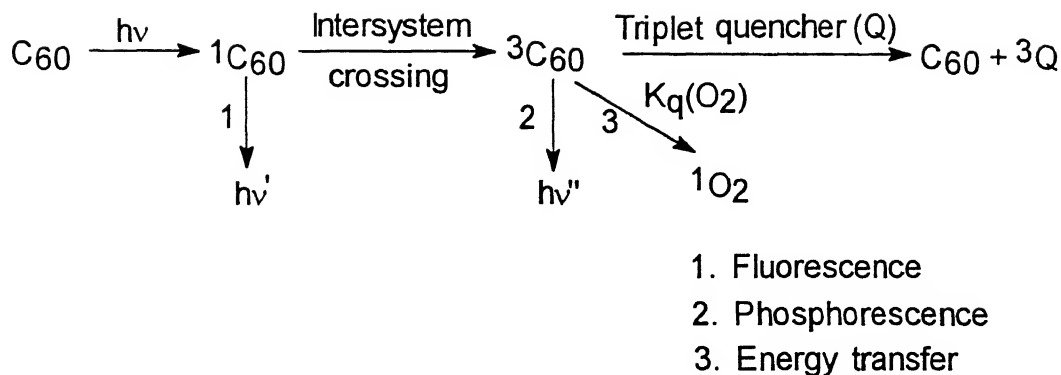 C60 hν 1C60 Intersystem crossing 3C60 Triplet quencher (Q) C60 + 3Q
1 2 3 Kq(O2)
hν' hν" 1O2
1. Fluorescence
2. Phosphorescence
3. Energy transfer